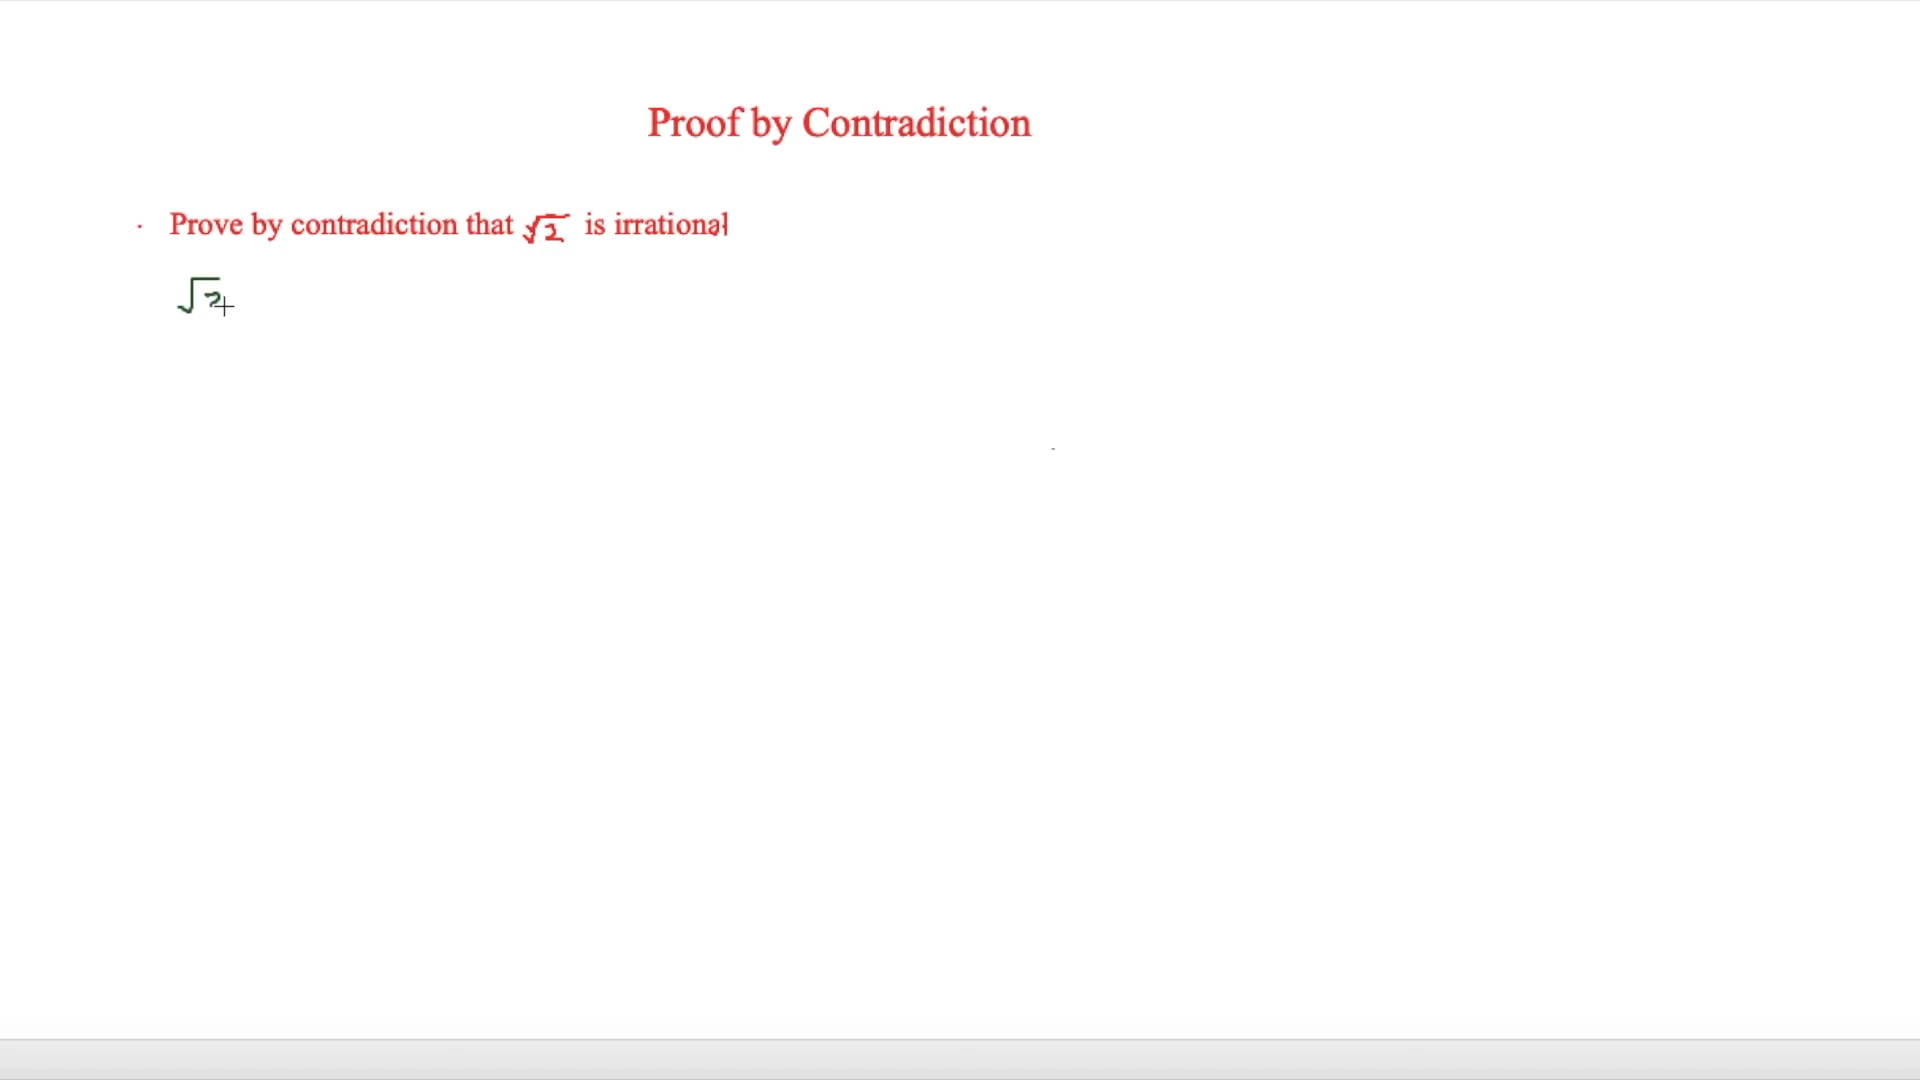 Proof by Contradiction
· Prove by contradiction that √2 is irrational
√2